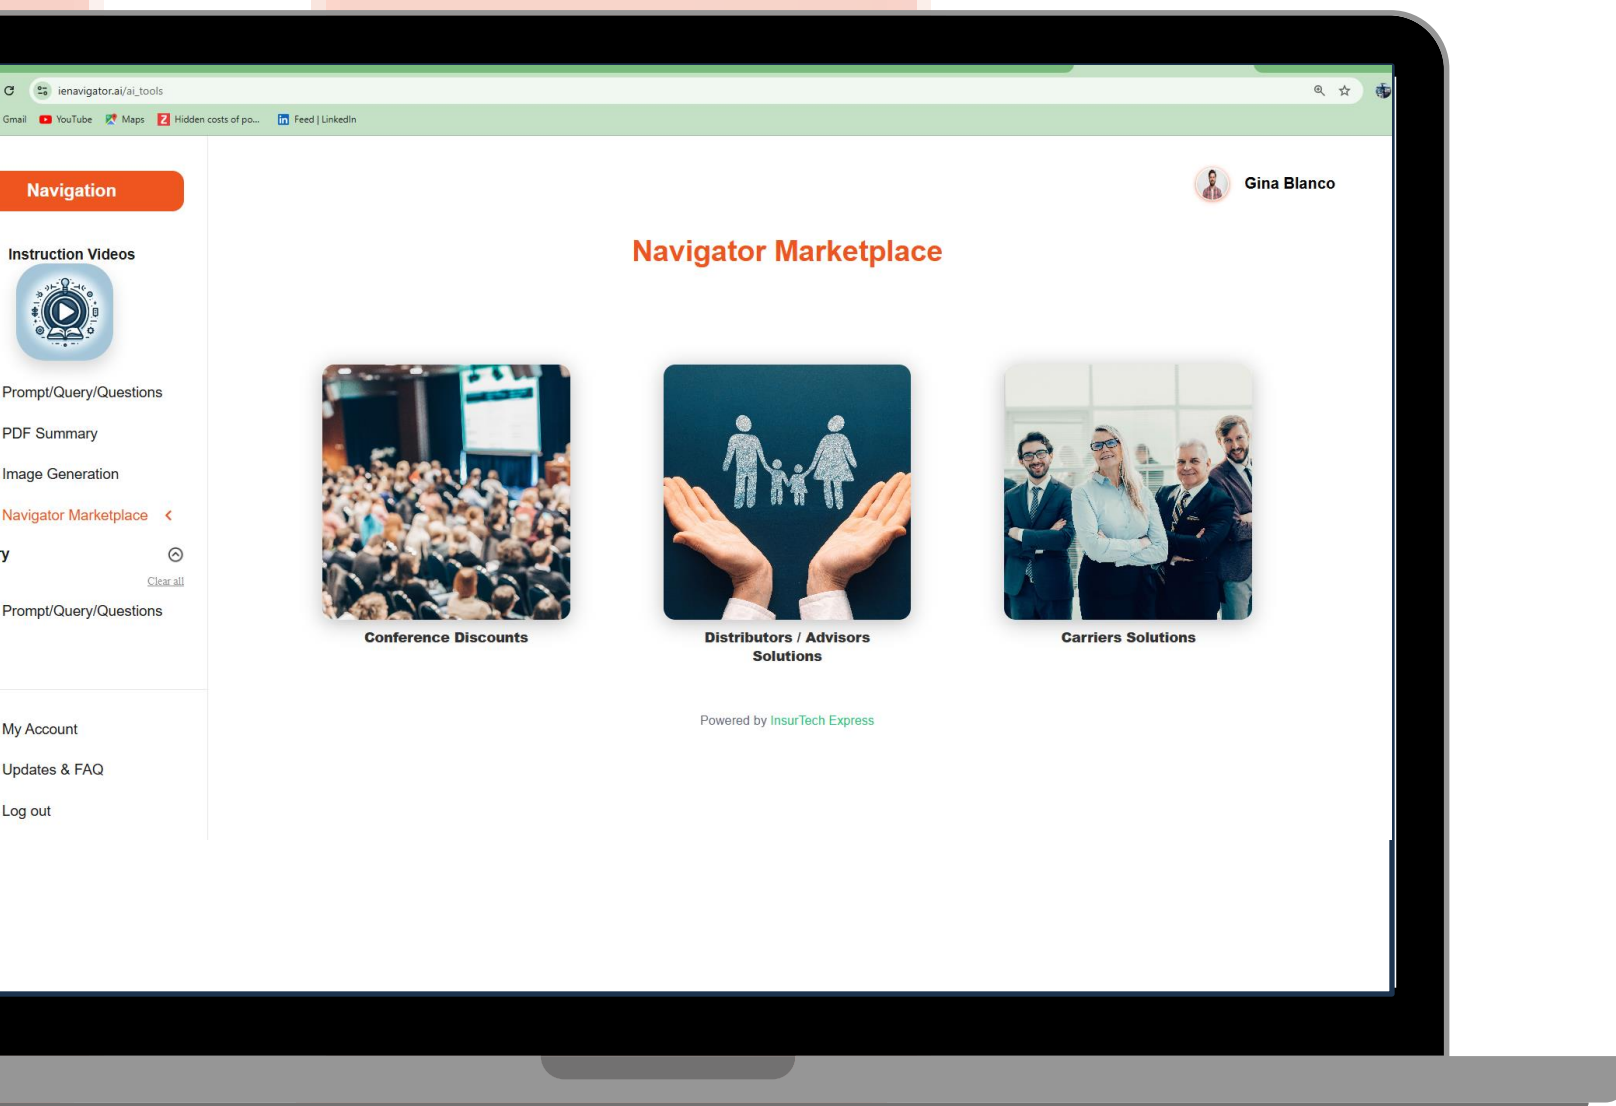 ienavigator.ai/ai_tools
Gmail YouTube Maps Hidden costs of po... Feed | LinkedIn
Navigation
Gina Blanco
Navigator Marketplace
Instruction Videos
Prompt/Query/Questions
PDF Summary
Image Generation
Navigator Marketplace
Clear all
Prompt/Query/Questions
My Account
Updates & FAQ
Log out
Conference Discounts
Distributors / Advisors
Solutions
Carriers Solutions
Powered by InsurTech Express